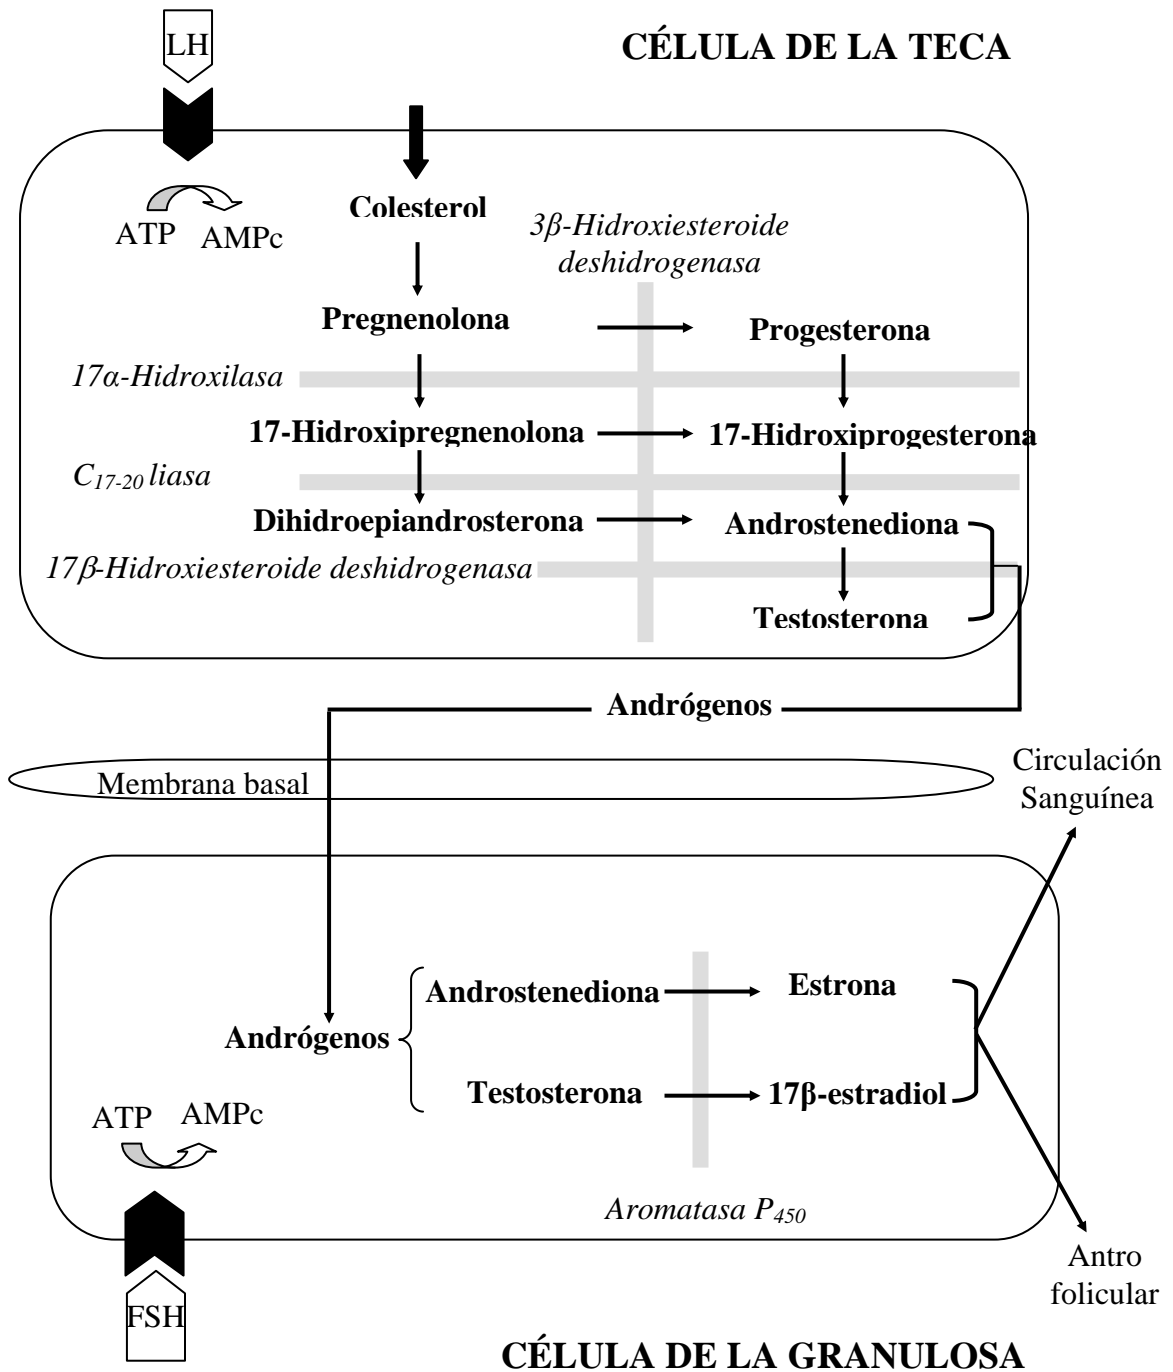 LH
CÉLULA DE LA TECA
ATP
AMPc
Colesterol
3β-Hidroxiesteroide
deshidrogenasa
Pregnenolona
Progesterona
17α-Hidroxilasa
17-Hidroxipregnenolona
17-Hidroxiprogesterona
C17-20 liasa
Dihidroepiandrosterona
Androstenediona
17β-Hidroxiesteroide deshidrogenasa
Testosterona
Andrógenos
Membrana basal
Circulación
Sanguínea
Androstenediona
Estrona
Andrógenos
Testosterona
17β-estradiol
ATP
AMPc
Aromatasa P450
Antro
folicular
FSH
CÉLULA DE LA GRANULOSA